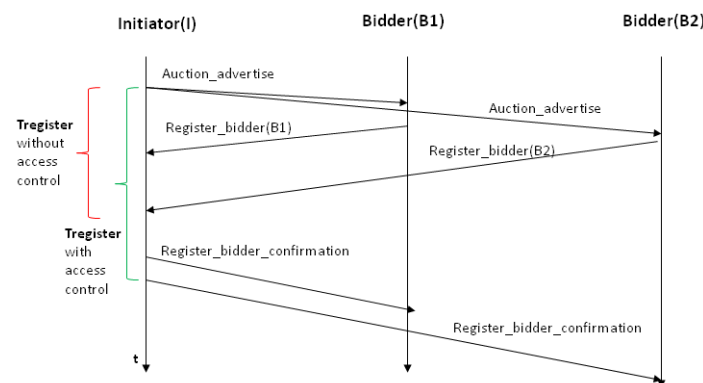 Initiator(I)
Bidder(B1)
Bidder(B2)
Auction_advertise
Auction_advertise
Tregister
without
access
control
Register_bidder(B1)
Register_bidder(B2)
Tregister
with
access
control
Register_bidder_confirmation
Register_bidder_confirmation
t